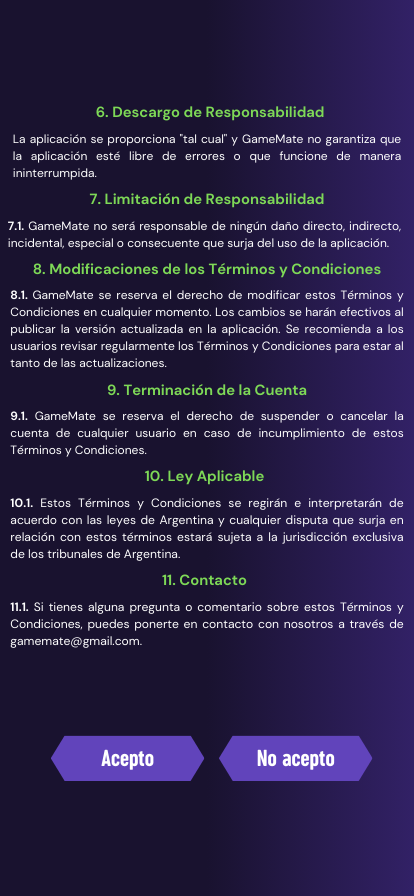 6. Descargo de Responsabilidad
La aplicación se proporciona "tal cual" y GameMate no garantiza que
la aplicación esté libre de errores o que funcione de manera
ininterrumpida.
7. Limitación de Responsabilidad
7.1. GameMate no será responsable de ningún daño directo, indirecto,
incidental, especial o consecuente que surja del uso de la aplicación.
8. Modificaciones de los Términos y Condiciones
8.1. GameMate se reserva el derecho de modificar estos Términos y
Condiciones en cualquier momento. Los cambios se harán efectivos al
publicar la versión actualizada en la aplicación. Se recomienda a los
usuarios revisar regularmente los Términos y Condiciones para estar al
tanto de las actualizaciones.
9. Terminación de la Cuenta
9.1. GameMate se reserva el derecho de suspender o cancelar la
cuenta de cualquier usuario en caso de incumplimiento de estos
Términos y Condiciones.
10. Ley Aplicable
10.1. Estos Términos y Condiciones se regirán e interpretarán de
acuerdo con las leyes de Argentina y cualquier disputa que surja en
relación con estos términos estará sujeta a la jurisdicción exclusiva
de los tribunales de Argentina.
11. Contacto
11.1. Si tienes alguna pregunta o comentario sobre estos Términos y
Condiciones, puedes ponerte en contacto con nosotros a través de
gamemate@gmail.com.
Acepto
No acepto